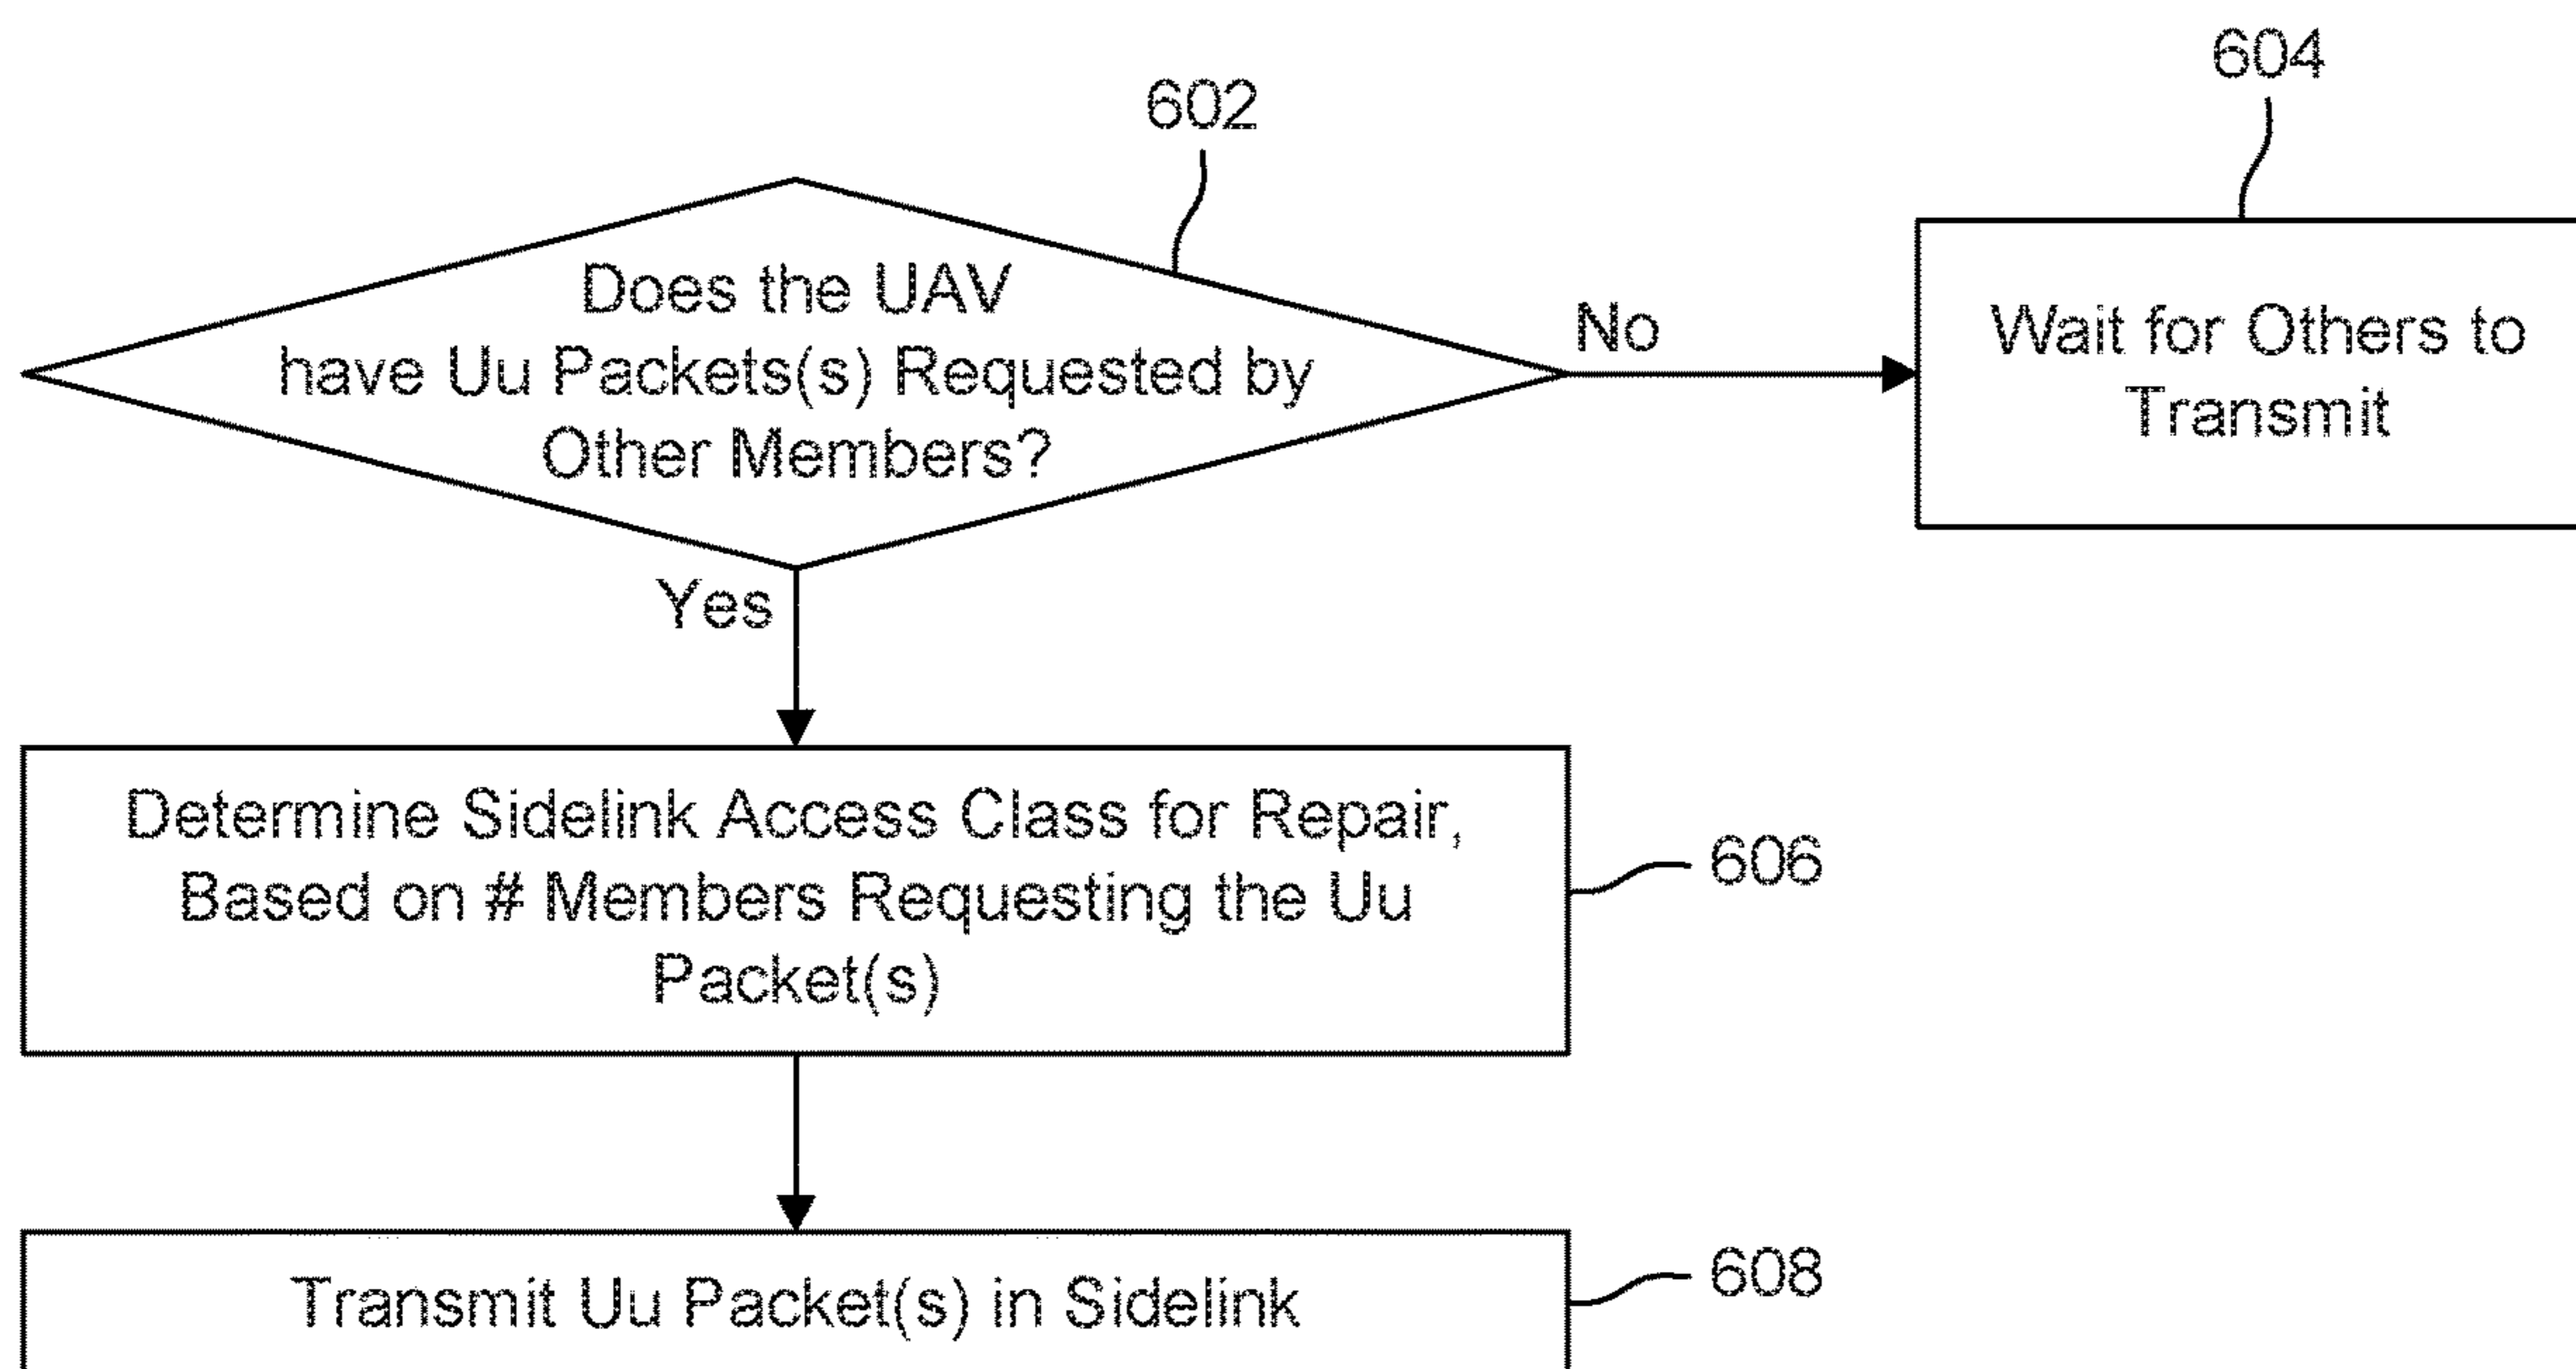 604
602
Does the UAV
have Uu Packets(s) Requested by
Other Members?
No
Wait for Others to
Transmit
Yes
Determine Sidelink Access Class for Repair,
Based on # Members Requesting the Uu
Packet(s)
606
Transmit Uu Packet(s) in Sidelink
608